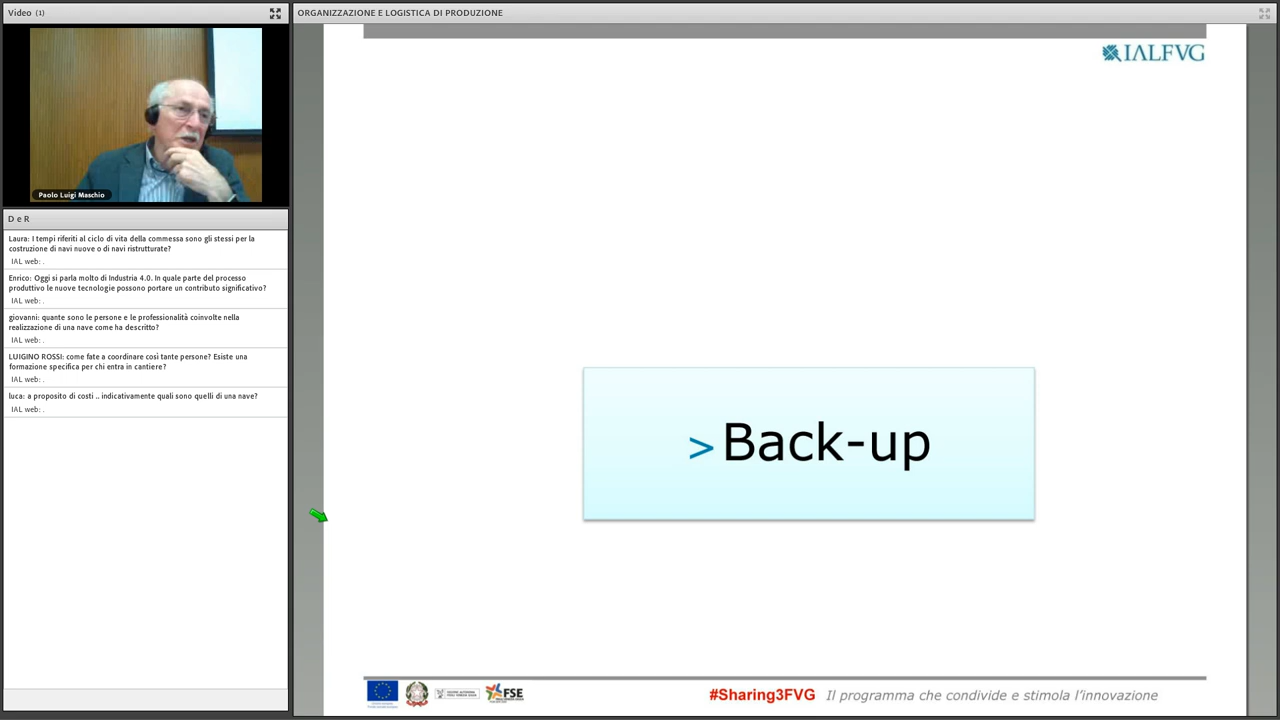 Video (1)
Paolo Luigi Maschio
D e R
Laura: I tempi riferiti al ciclo di vita della commessa sono gli stessi per la
costruzione di navi nuove o di navi ristrutturate?
IAL web: .
Enrico: Oggi si parla molto di Industria 4.0. In quale parte del processo
produttivo le nuove tecnologie possono portare un contributo significativo?
IAL web: .
giovanni: quante sono le persone e le professionalità coinvolte nella
realizzazione di una nave come ha descritto?
IAL web: .
LUIGINO ROSSI: come fate a coordinare così tante persone? Esiste una
formazione specifica per chi entra in cantiere?
IAL web: .
luca: a proposito di costi .. indicativamente quali sono quelli di una nave?
IAL web: .
ORGANIZZAZIONE E LOGISTICA DI PRODUZIONE
IALFVG
>Back-up
FSE
#Sharing3FVG Il programma che condivide e stimola l'innovazione